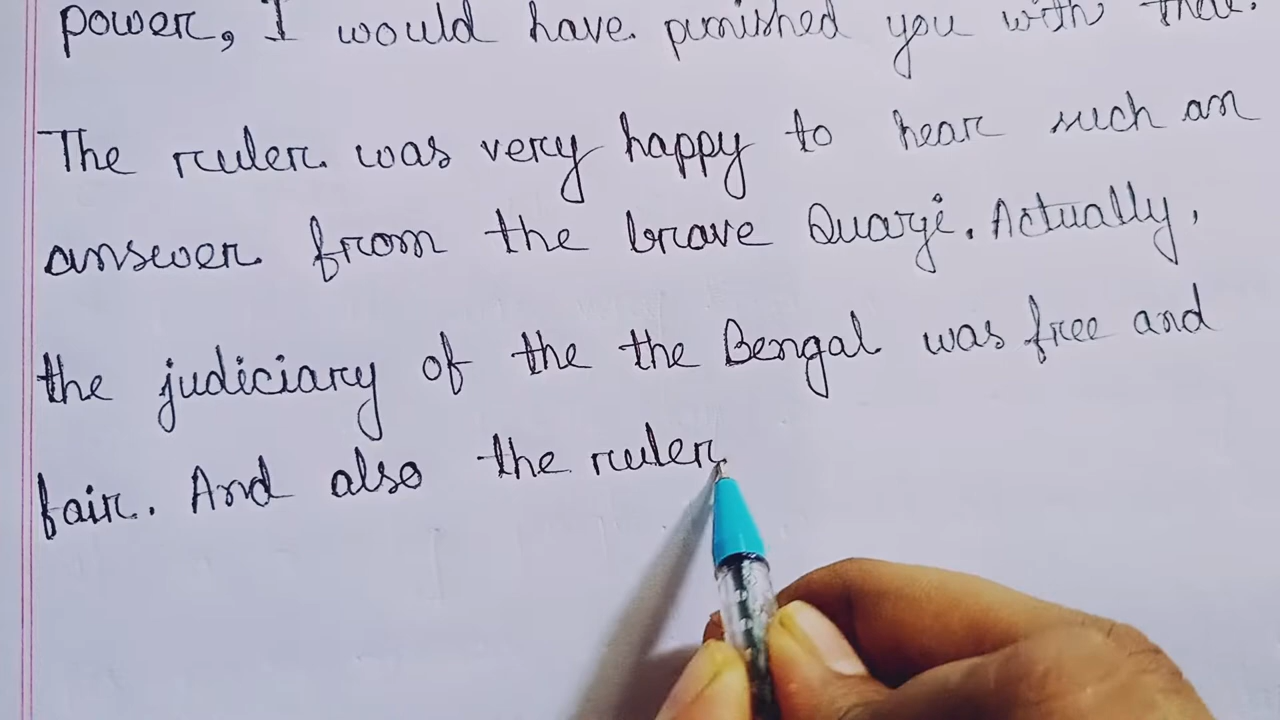 power, I would have punished you with that.
The ruler was very happy to hear such an
answer from the brave Quazi. Actually,
the judiciary of the the Bengal was free and
fair. And also the ruler